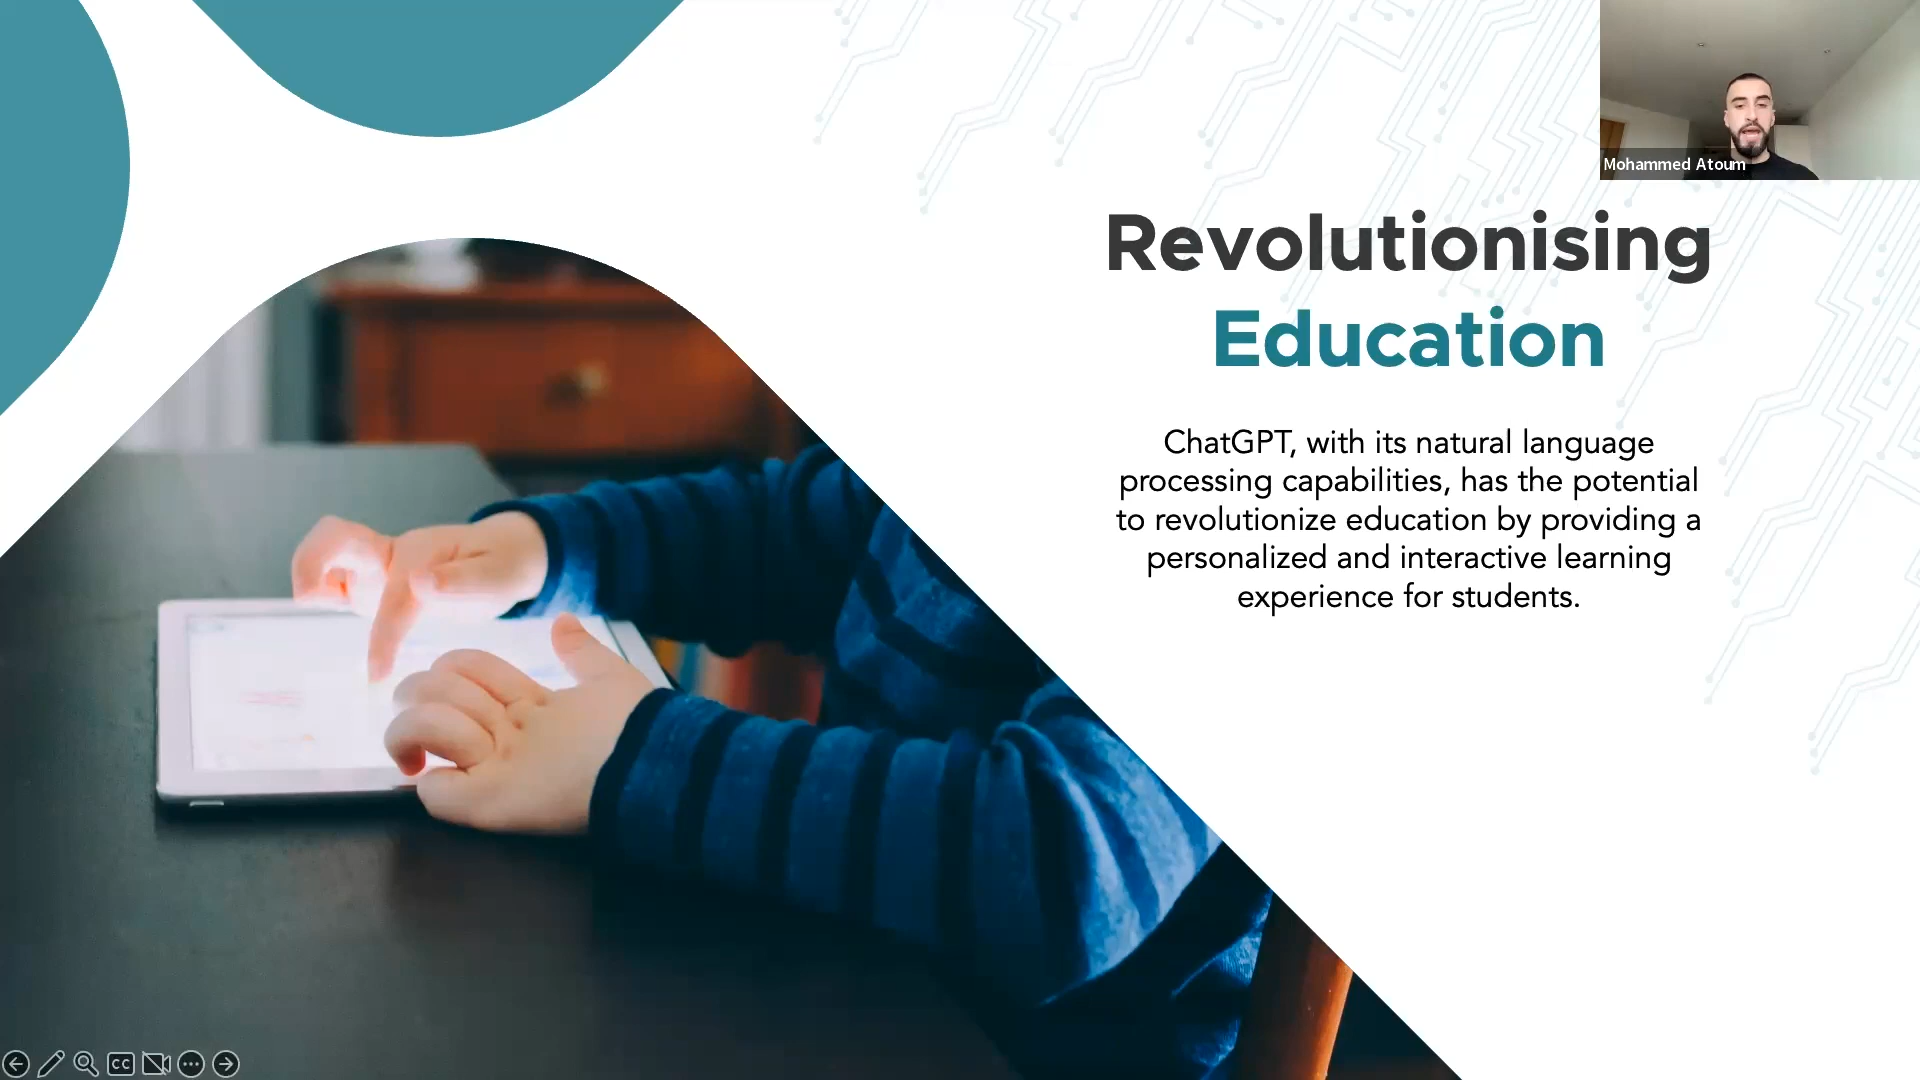 Mohammed Atoum
Revolutionising
Education
ChatGPT, with its natural language
processing capabilities, has the potential
to revolutionize education by providing a
personalized and interactive learning
experience for students.
CC